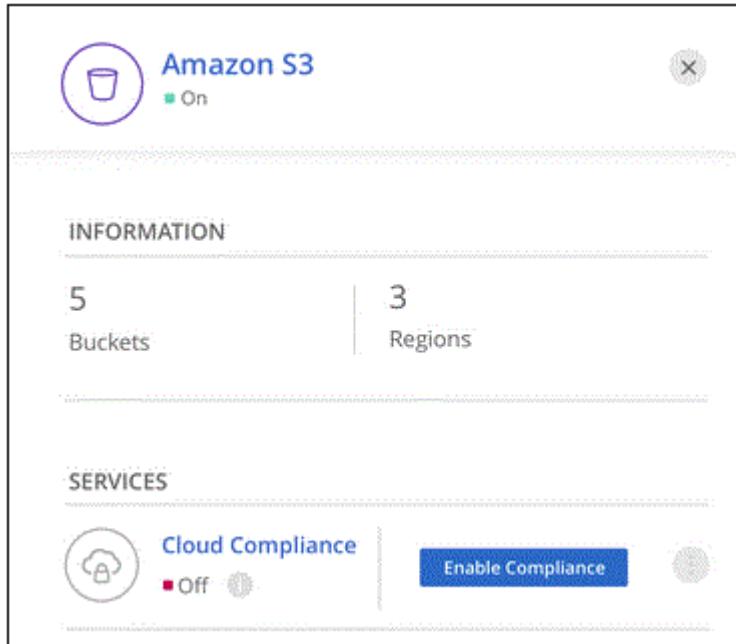 Amazon S3
On
INFORMATION
5
3
Buckets
Regions
SERVICES
Cloud Compliance
Off
Enable Compliance